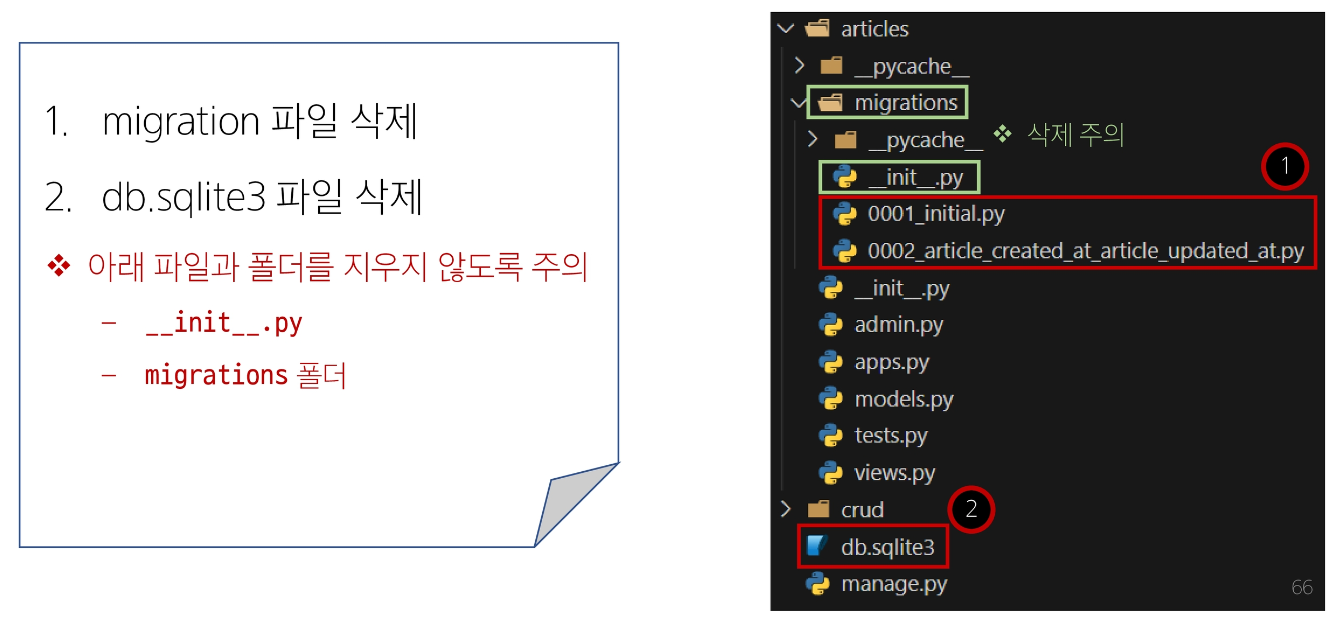 1. migration 파일 삭제
2. db.sqlite3 파일 삭제
❖ 아래 파일과 폴더를 지우지 않도록 주의
– __init__.py
– migrations 폴더
articles
__pycache__
migrations
__pycache__
❖ 삭제 주의
__init__.py
1
0001_initial.py
0002_article_created_at_article_updated_at.py
__init__.py
admin.py
apps.py
models.py
tests.py
views.py
crud
2
db.sqlite3
manage.py
66